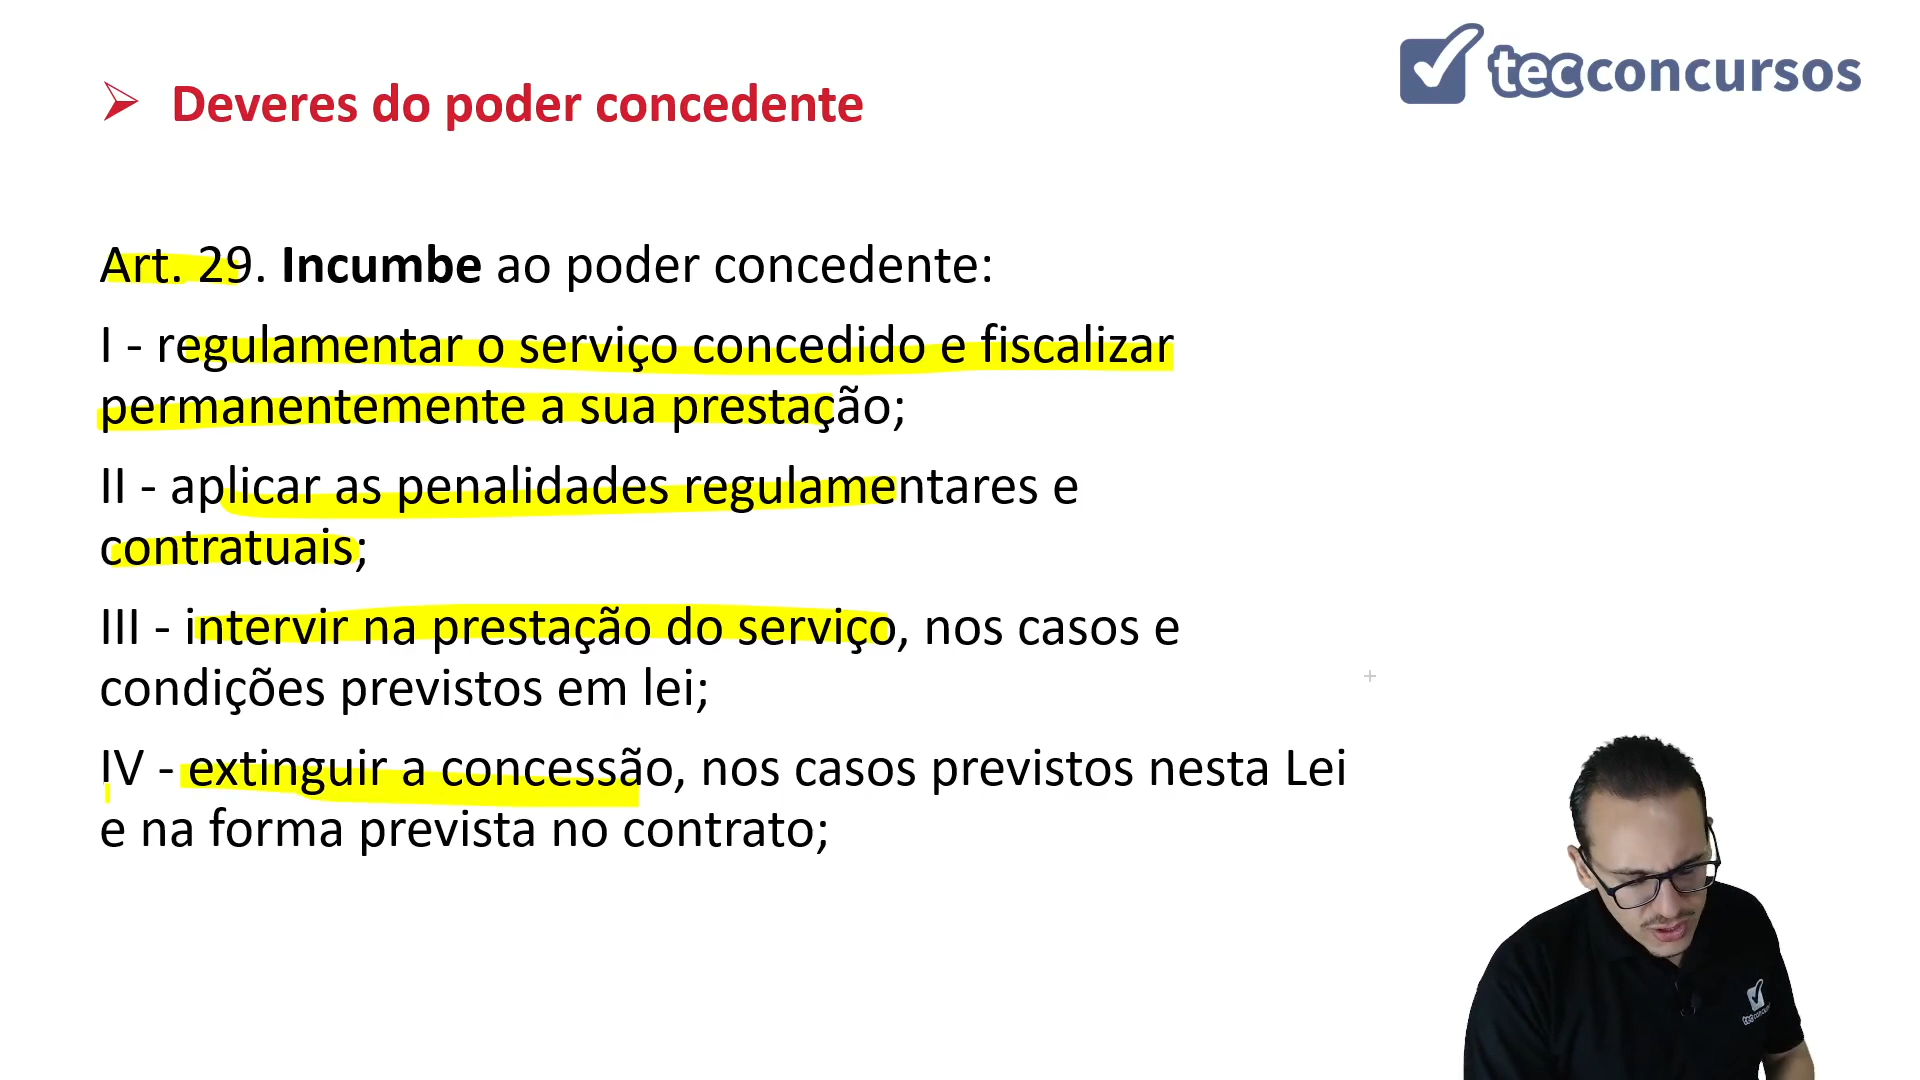 tecconcursos
Deveres do poder concedente
Art. 29. Incumbe ao poder concedente:
I - regulamentar o serviço concedido e fiscalizar
permanentemente a sua prestação;
II - aplicar as penalidades regulamentares e
contratuais;
III - intervir na prestação do serviço, nos casos e
condições previstos em lei;
IV - extinguir a concessão, nos casos previstos nesta Lei
e na forma prevista no contrato;